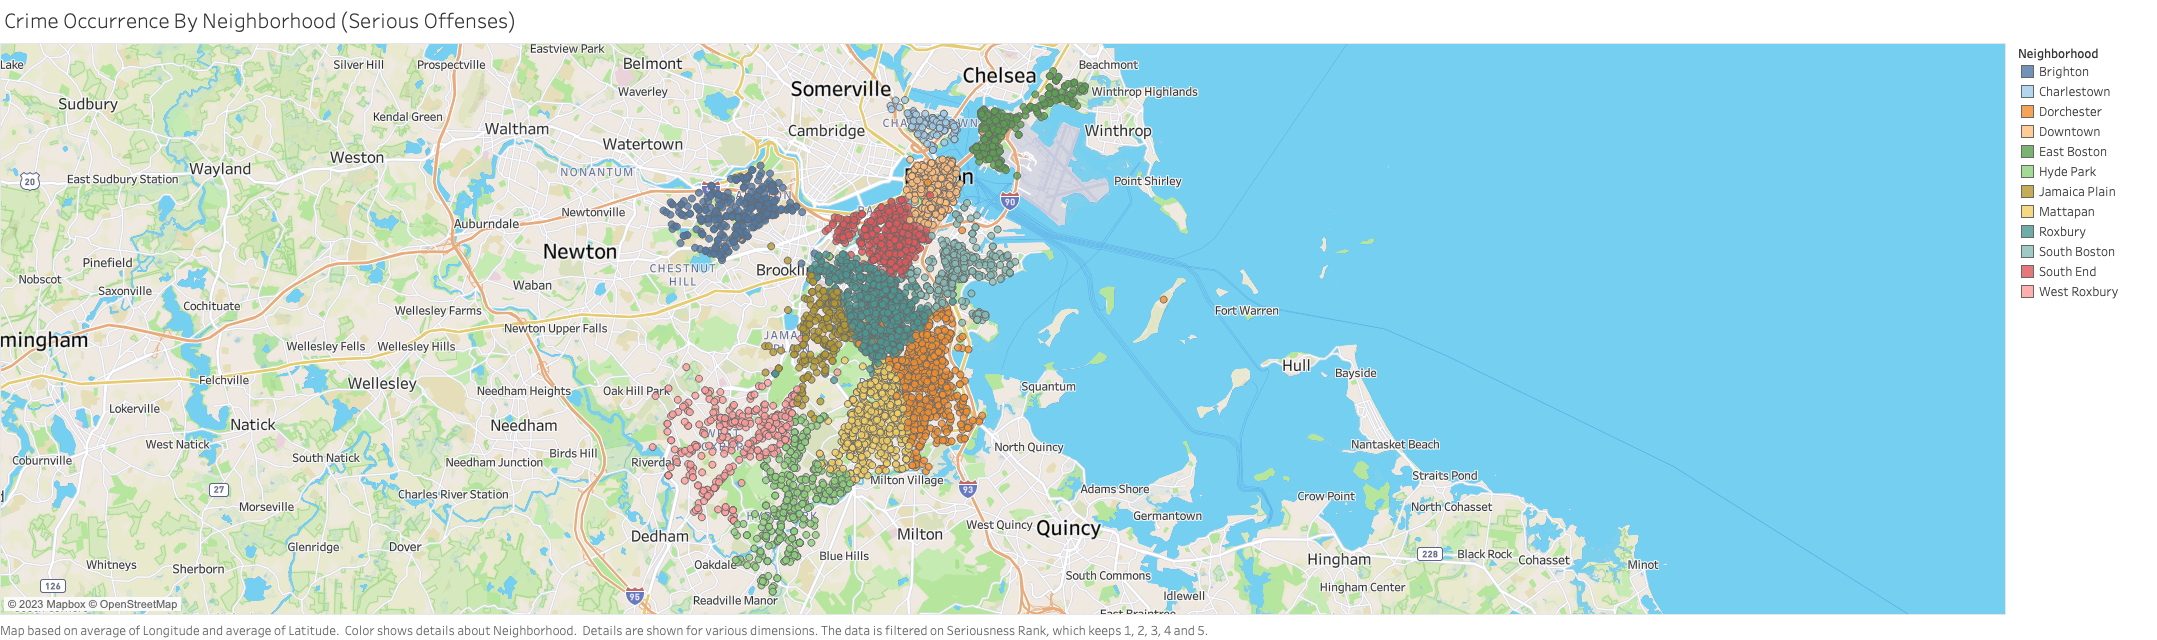 Crime Occurrence By Neighborhood (Serious Offenses)
Eastview Park
Lake
Silver Hill
Prospectville
Belmont
Beachmont
Chelsea
Somerville
Waverley
Winthrop Highlands
Sudbury
Kendal Green
Waltham
Cambridge
Winthrop
Watertown
Weston
Wayland
NONANTUM
20
East Sudbury Station
Point Shirley
90
Newtonville
Auburndale
Newton
Pinefield
CHESTNUT
HILL
Nobscot
Saxonville
Waban
Cochituate
Wellesley Farms
Fort Warren
Newton Upper Falls
mingham
Wellesley Fells
Wellesley Hills
Hull
Bayside
Felchville
Wellesley
Needham Heights
Oak Hill Park
Squantum
Lokerville
Natick
Needham
West Natick
Nantasket Beach
North Quincy
Birds Hill
Coburnville
South Natick
Needham Junction
Straits Pond
Milton Village
27
Charles River Station
93
Adams Shore
Crow Point
Morseville
North Cohasset
Germantown
West Quincy
Quincy
Dedham
Milton
Glenridge
Dover
Blue Hills
228
Black Rock
Hingham
Cohasset
Whitneys
Sherborn
Oakdale
Minot
South Commons
126
Hingham Center
95
Readville Manor
Idlewell
East Braintree
© 2023 Mapbox © OpenStreetMap
Neighborhood
Brighton
Charlestown
Dorchester
Downtown
East Boston
Hyde Park
Jamaica Plain
Mattapan
Roxbury
South Boston
South End
West Roxbury
Map based on average of Longitude and average of Latitude. Color shows details about Neighborhood. Details are shown for various dimensions. The data is filtered on Seriousness Rank, which keeps 1, 2, 3, 4 and 5.